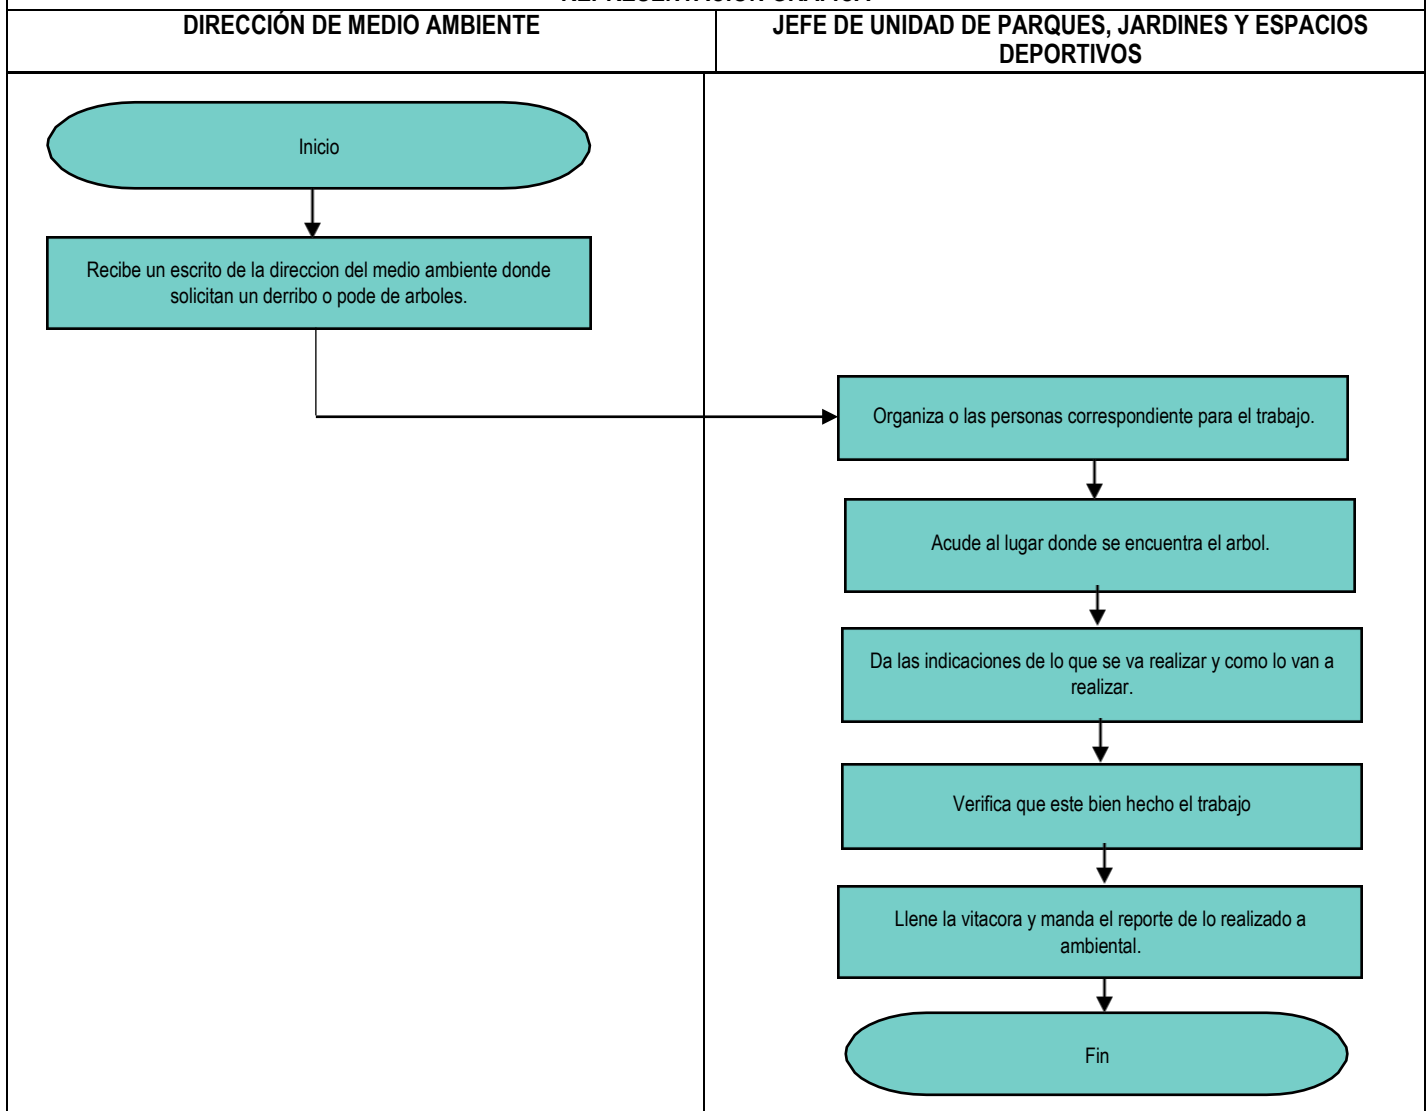 REPRESENTACIÓN GRÁFICA
DIRECCIÓN DE MEDIO AMBIENTE
JEFE DE UNIDAD DE PARQUES, JARDINES Y ESPACIOS
DEPORTIVOS
Inicio
Recibe un escrito de la direccion del medio ambiente donde
solicitan un derribo o pode de arboles.
Organiza o las personas correspondiente para el trabajo.
Acude al lugar donde se encuentra el arbol.
Da las indicaciones de lo que se va realizar y como lo van a
realizar.
Verifica que este bien hecho el trabajo
Llene la vitacora y manda el reporte de lo realizado a
ambiental.
Fin